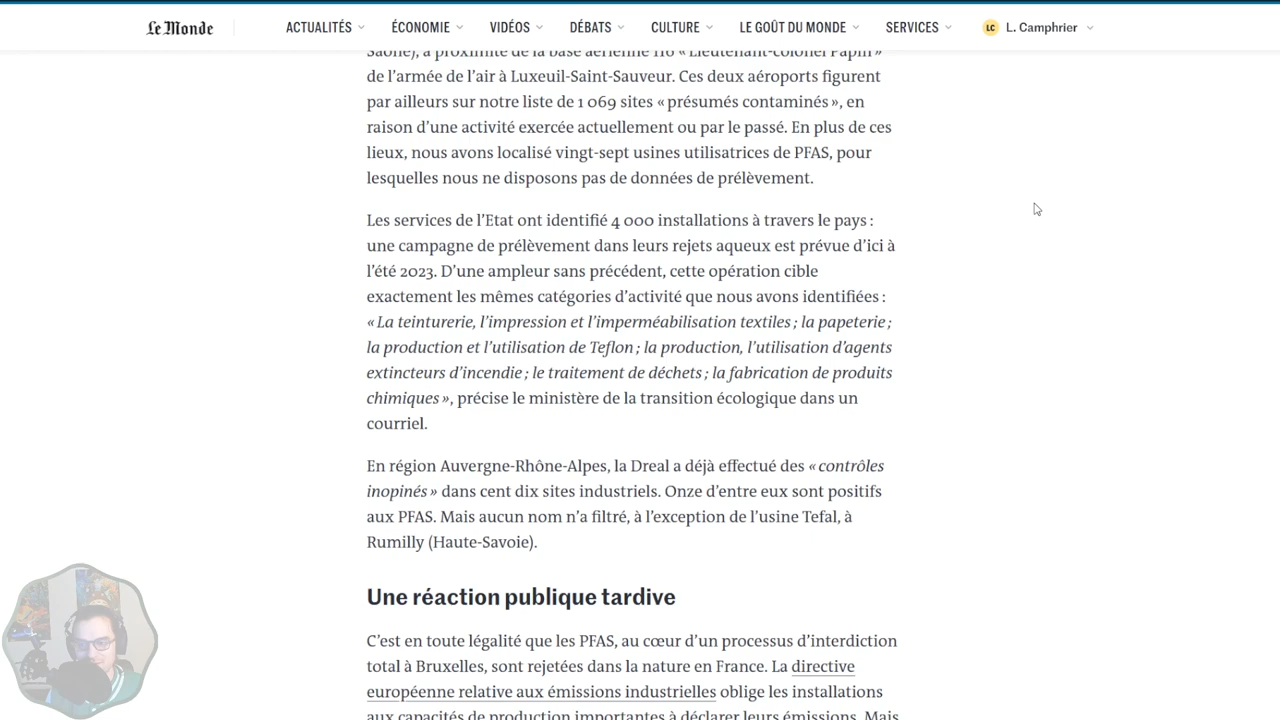 Le Monde
ACTUALITÉS ÉCONOMIE VIDÉOS DÉBATS CULTURE LE GOÛT DU MONDE SERVICES LC L. Camphrier
Saône), à proximité de la base aérienne 116 « Lieutenant-colonel Papin »
de l’armée de l’air à Luxeuil-Saint-Sauveur. Ces deux aéroports figurent
par ailleurs sur notre liste de 1 069 sites « présumés contaminés », en
raison d’une activité exercée actuellement ou par le passé. En plus de ces
lieux, nous avons localisé vingt-sept usines utilisatrices de PFAS, pour
lesquelles nous ne disposons pas de données de prélèvement.
Les services de l’Etat ont identifié 4 000 installations à travers le pays :
une campagne de prélèvement dans leurs rejets aqueux est prévue d’ici à
l’été 2023. D’une ampleur sans précédent, cette opération cible
exactement les mêmes catégories d’activité que nous avons identifiées :
« La teinturerie, l’impression et l’imperméabilisation textiles ; la papeterie ;
la production et l’utilisation de Teflon ; la production, l’utilisation d’agents
extincteurs d’incendie ; le traitement de déchets ; la fabrication de produits
chimiques », précise le ministère de la transition écologique dans un
courriel.
En région Auvergne-Rhône-Alpes, la Dreal a déjà effectué des « contrôles
inopinés » dans cent dix sites industriels. Onze d’entre eux sont positifs
aux PFAS. Mais aucun nom n’a filtré, à l’exception de l’usine Tefal, à
Rumilly (Haute-Savoie).
Une réaction publique tardive
C’est en toute légalité que les PFAS, au cœur d’un processus d’interdiction
total à Bruxelles, sont rejetées dans la nature en France. La directive
européenne relative aux émissions industrielles oblige les installations
aux capacités de production importantes à déclarer leurs émissions. Mais